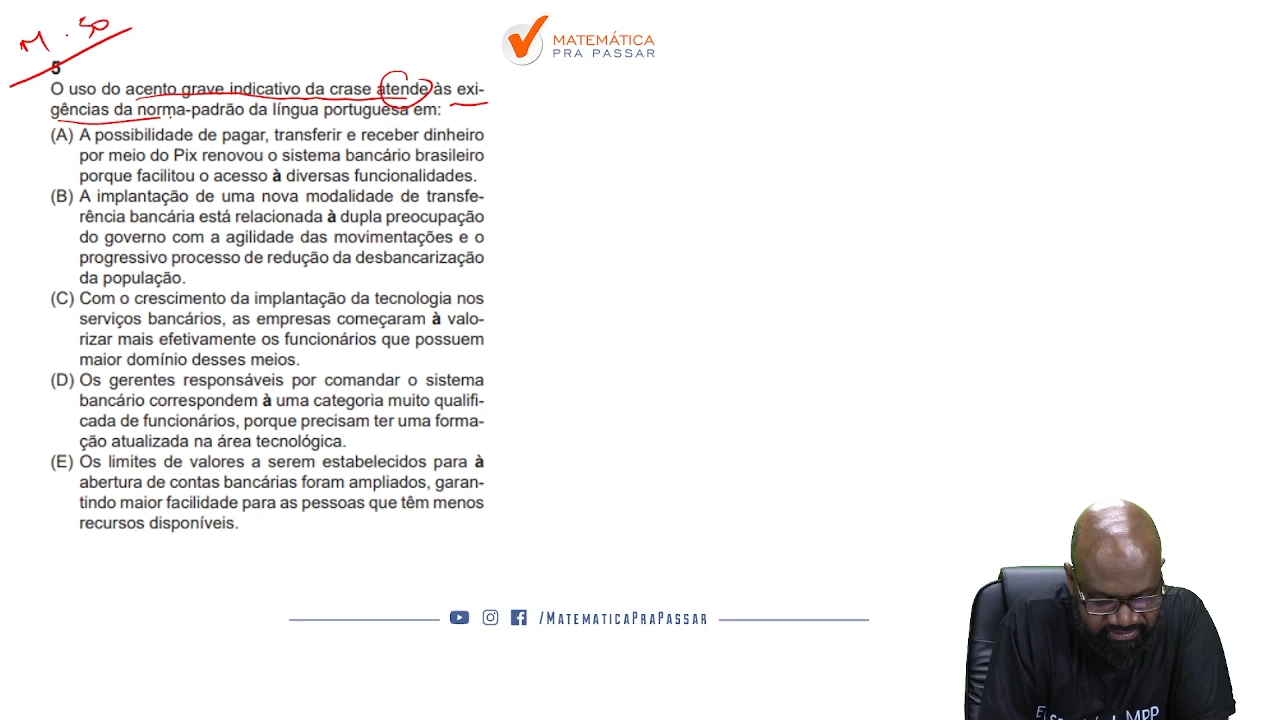 M. 50
MATEMÁTICA
PRA PASSAR
5
O uso do acento grave indicativo da crase atende às exi-
gências da norma-padrão da língua portuguesa em:
(A) A possibilidade de pagar, transferir e receber dinheiro
por meio do Pix renovou o sistema bancário brasileiro
porque facilitou o acesso à diversas funcionalidades.
(B) A implantação de uma nova modalidade de transfe-
rência bancária está relacionada à dupla preocupação
do governo com a agilidade das movimentações e o
progressivo processo de redução da desbancarização
da população.
(C) Com o crescimento da implantação da tecnologia nos
serviços bancários, as empresas começaram à valo-
rizar mais efetivamente os funcionários que possuem
maior domínio desses meios.
(D) Os gerentes responsáveis por comandar o sistema
bancário correspondem à uma categoria muito qualifi-
cada de funcionários, porque precisam ter uma forma-
ção atualizada na área tecnológica.
(E) Os limites de valores a serem estabelecidos para à
abertura de contas bancárias foram ampliados, garan-
tindo maior facilidade para as pessoas que têm menos
recursos disponíveis.
/MATEMATICAPRAPASSAR
MPP